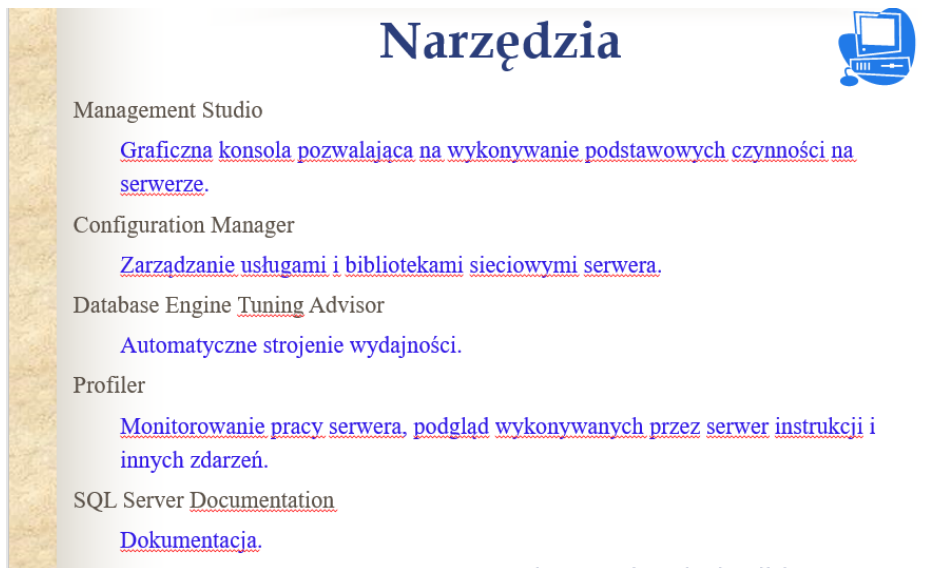 Narzędzia
Management Studio
Graficzna konsola pozwalająca na wykonywanie podstawowych czynności na
serwerze.
Configuration Manager
Zarządzanie usługami i bibliotekami sieciowymi serwera.
Database Engine Tuning Advisor
Automatyczne strojenie wydajności.
Profiler
Monitorowanie pracy serwera, podgląd wykonywanych przez serwer instrukcji i
innych zdarzeń.
SQL Server Documentation
Dokumentacja.